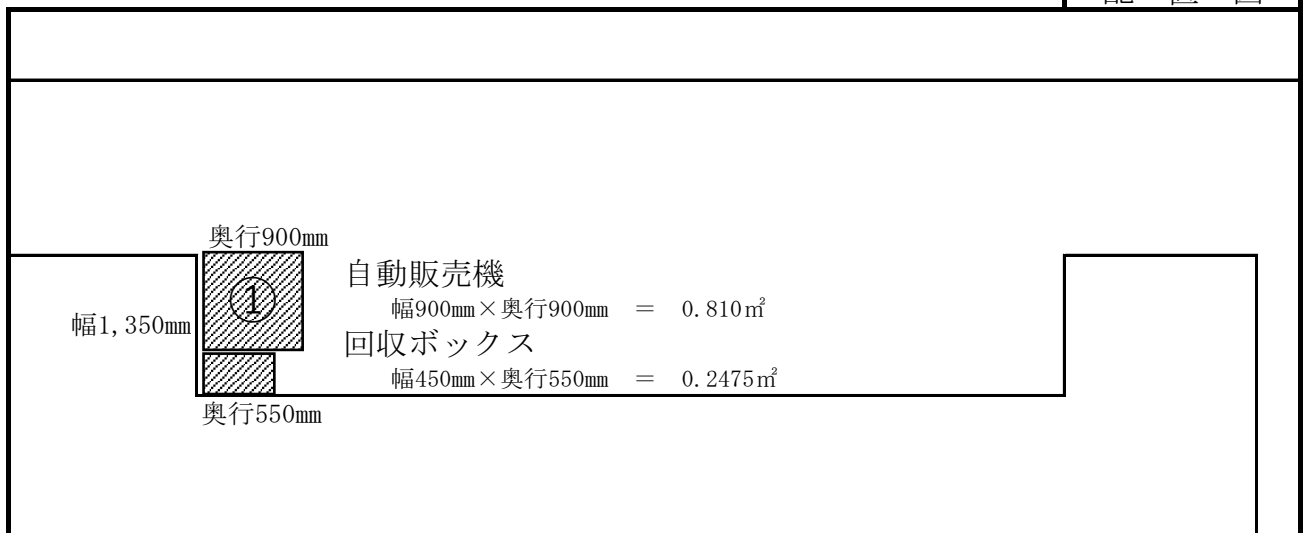 奥行900㎜
①
自動販売機
幅900㎜×奥行900㎜ ＝ 0.810㎡
幅1,350㎜
回収ボックス
幅450㎜×奥行550㎜ ＝ 0.2475㎡
奥行550㎜